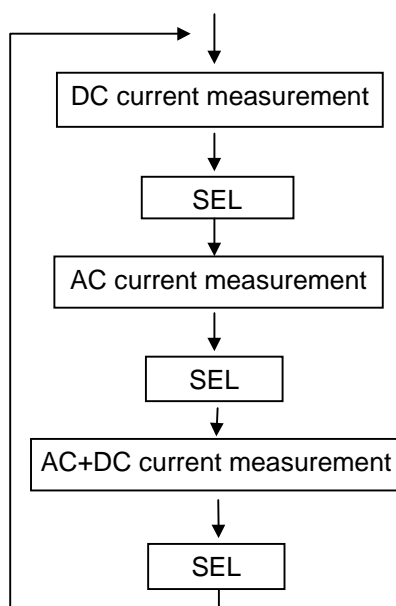 DC current measurement
SEL
AC current measurement
SEL
AC+DC current measurement
SEL